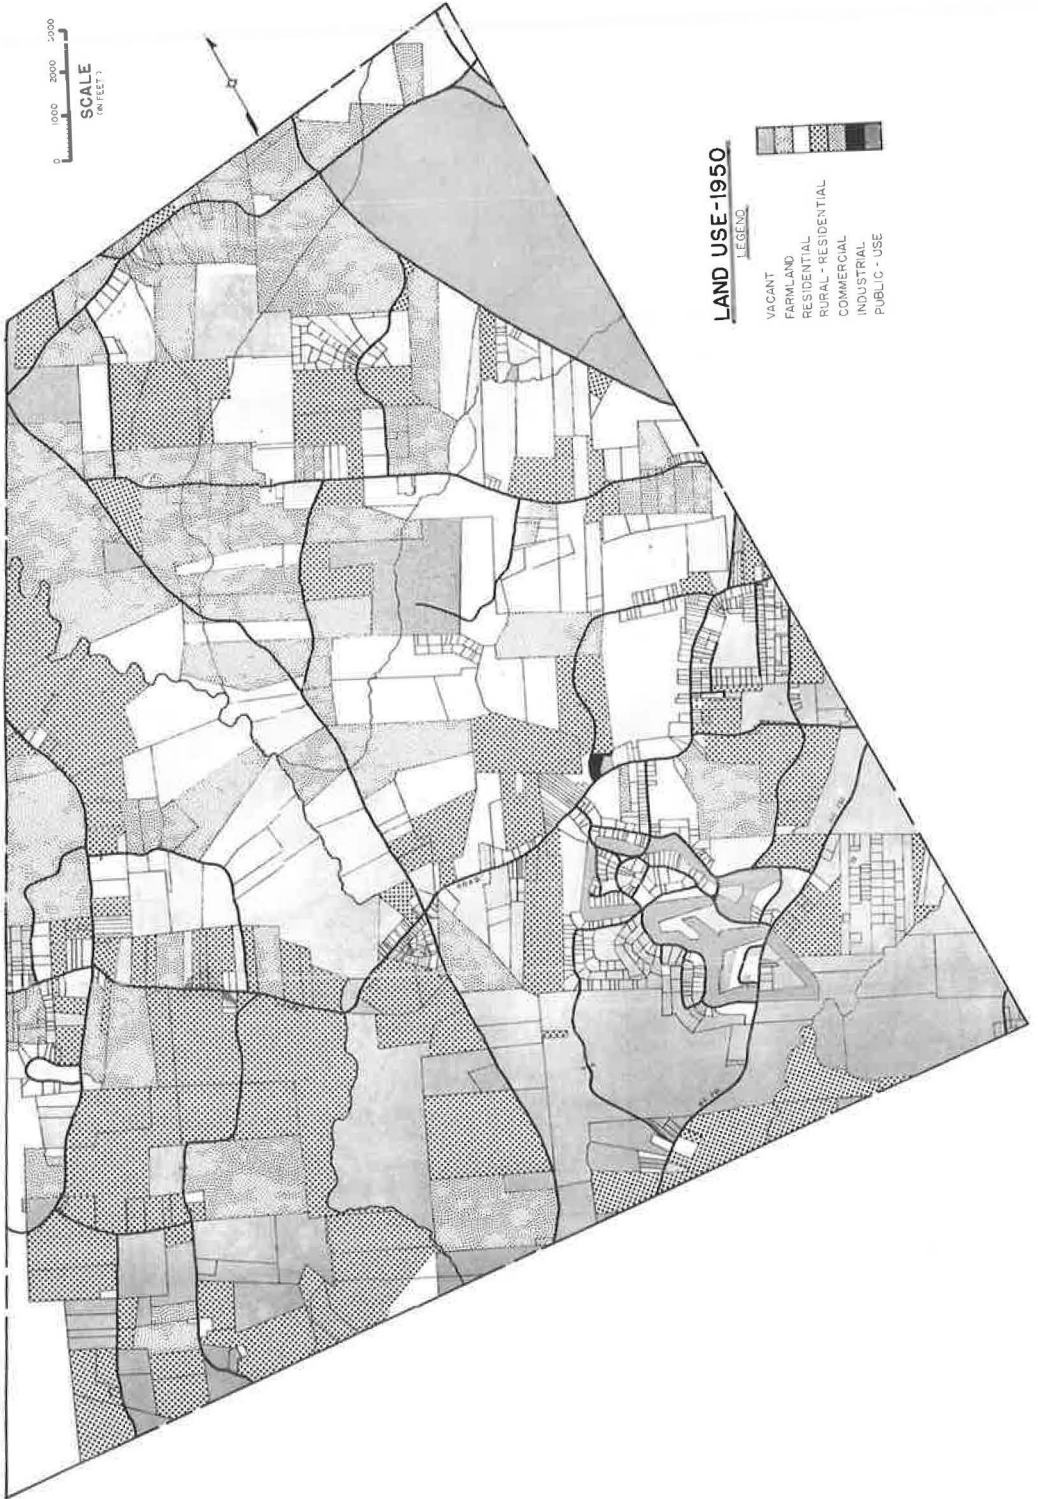 LAND USE-1950
LEGEND
VACANT
FARMLAND
RESIDENTIAL
RURAL - RESIDENTIAL
COMMERCIAL
INDUSTRIAL
PUBLIC - USE
0 1000 2000 3000
SCALE
(IN FEET)
ROAD